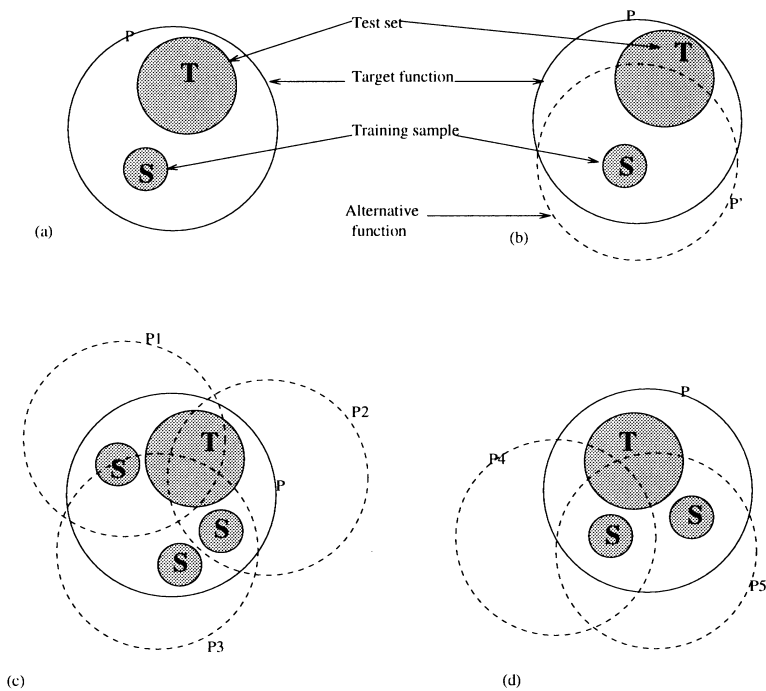 P
Test set
P
T
T
Target function
Training sample
S
S
Alternative
function
P'
(a)
(b)
P1
P2
P
T
S
P
S
S
P3
T
P4
S
S
P5
(c)
(d)